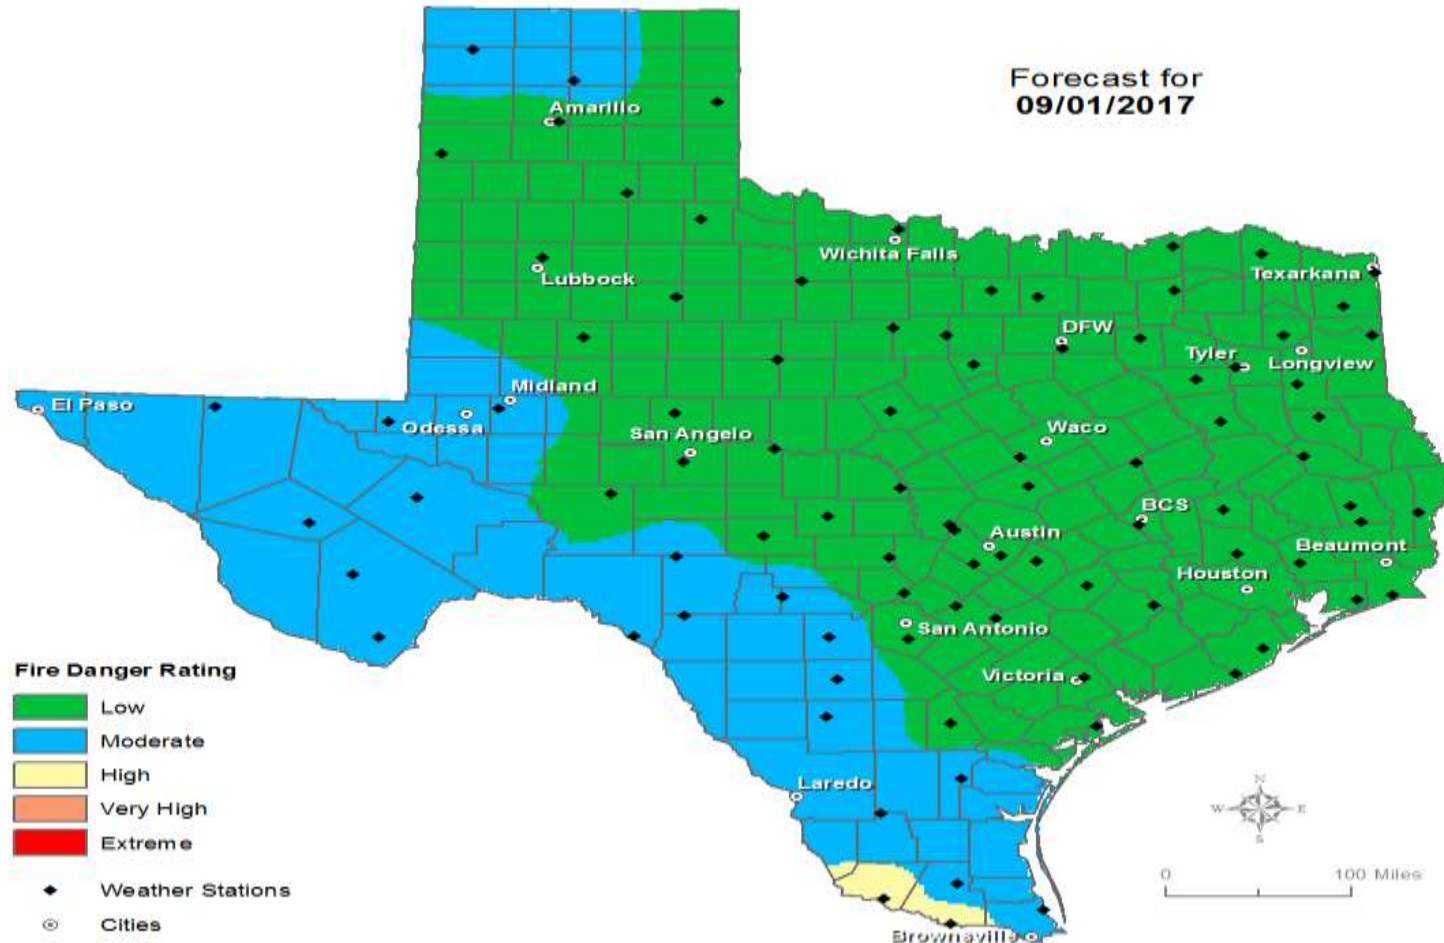 Forecast for
09/01/2017
Amarillo
Wichita Falls
Texarkana
Lubbock
DFW
Tyler
Longview
Midland
El Paso
Odessa
San Angelo
Waco
BCS
Austin
Beaumont
Houston
San Antonio
Victoria
Fire Danger Rating
Low
Moderate
High
Very High
Extreme
Weather Stations
Cities
Laredo
Brownsville
N
W E
S
0 100 Miles